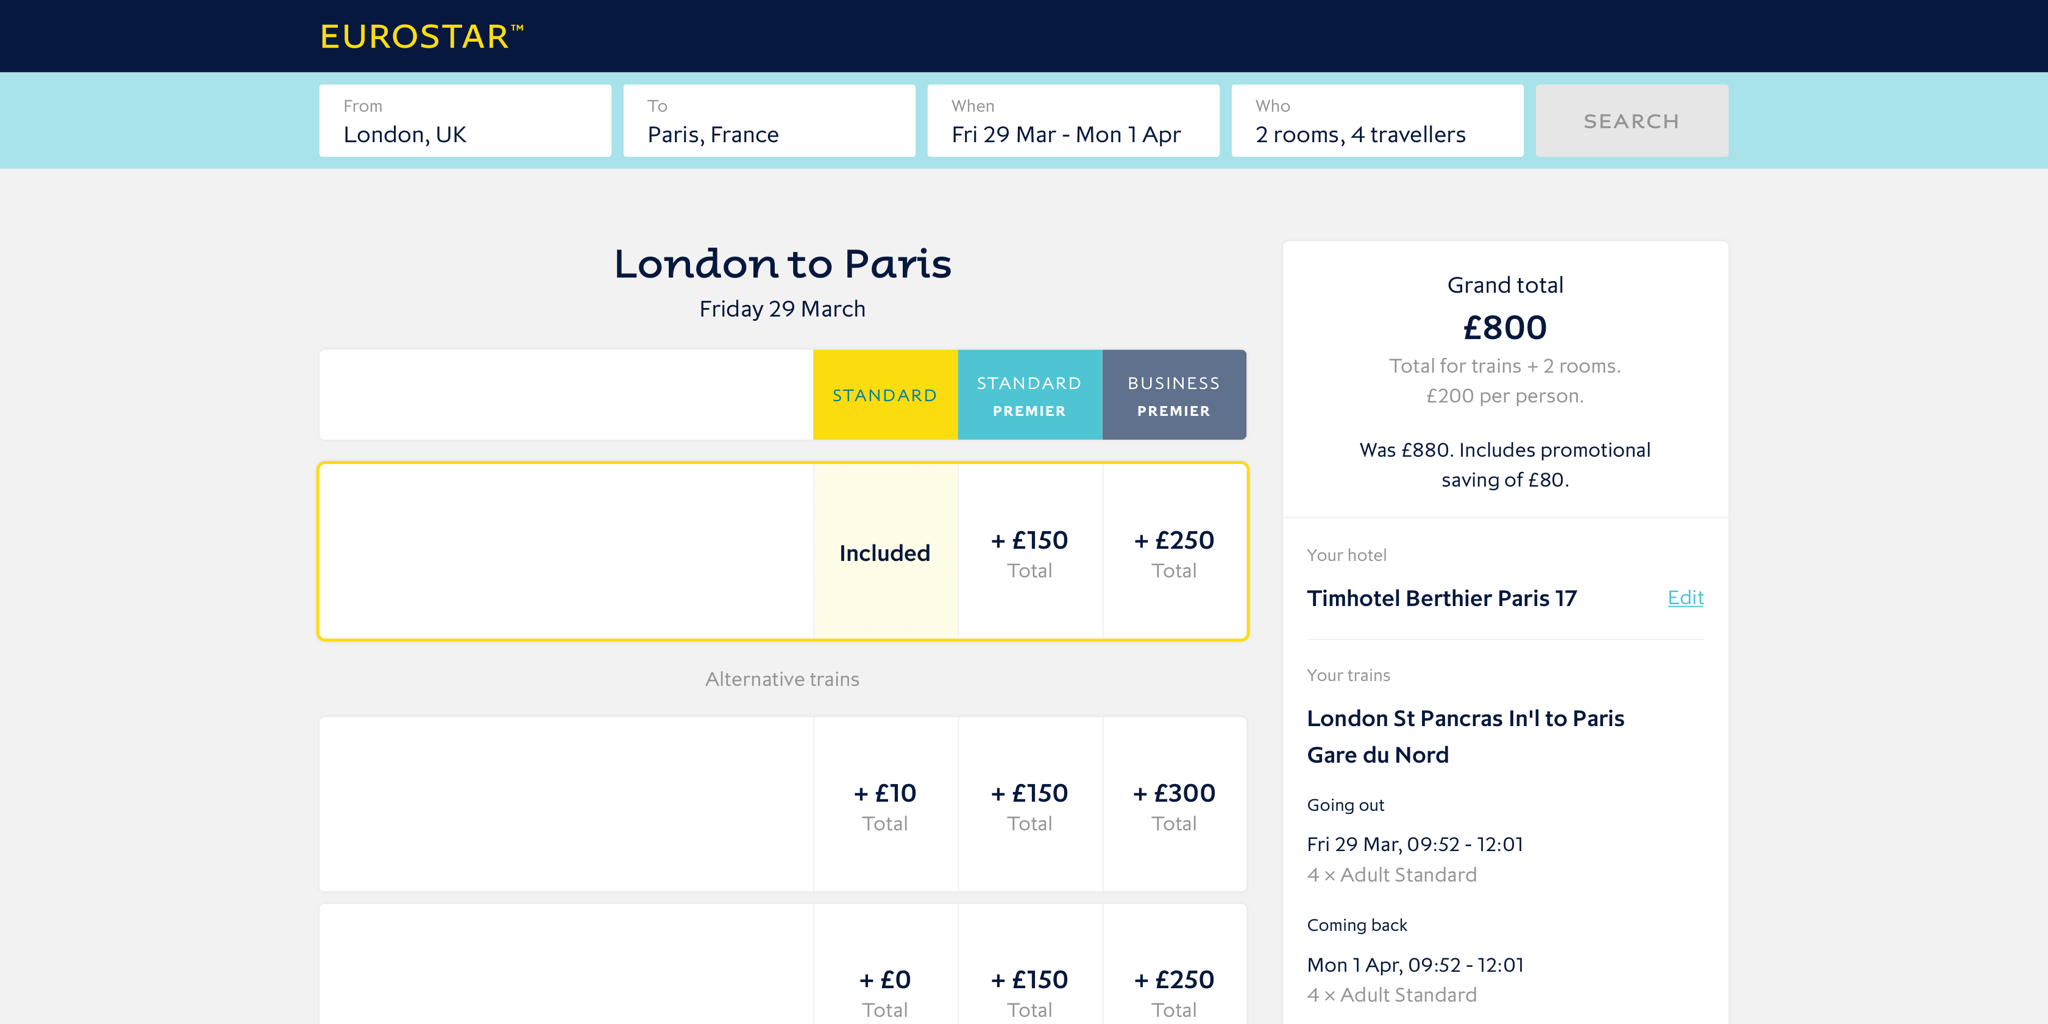 EUROSTAR™
From
London, UK
To
Paris, France
When
Fri 29 Mar - Mon 1 Apr
Who
2 rooms, 4 travellers
SEARCH
London to Paris
Friday 29 March
STANDARD
STANDARD
PREMIER
BUSINESS
PREMIER
Included
+ £150
Total
+ £250
Total
Alternative trains
+ £10
Total
+ £150
Total
+ £300
Total
+ £0
Total
+ £150
Total
+ £250
Total
Grand total
£800
Total for trains + 2 rooms.
£200 per person.
Was £880. Includes promotional
saving of £80.
Your hotel
Timhotel Berthier Paris 17
Edit
Your trains
London St Pancras In'l to Paris
Gare du Nord
Going out
Fri 29 Mar, 09:52 - 12:01
4 × Adult Standard
Coming back
Mon 1 Apr, 09:52 - 12:01
4 × Adult Standard